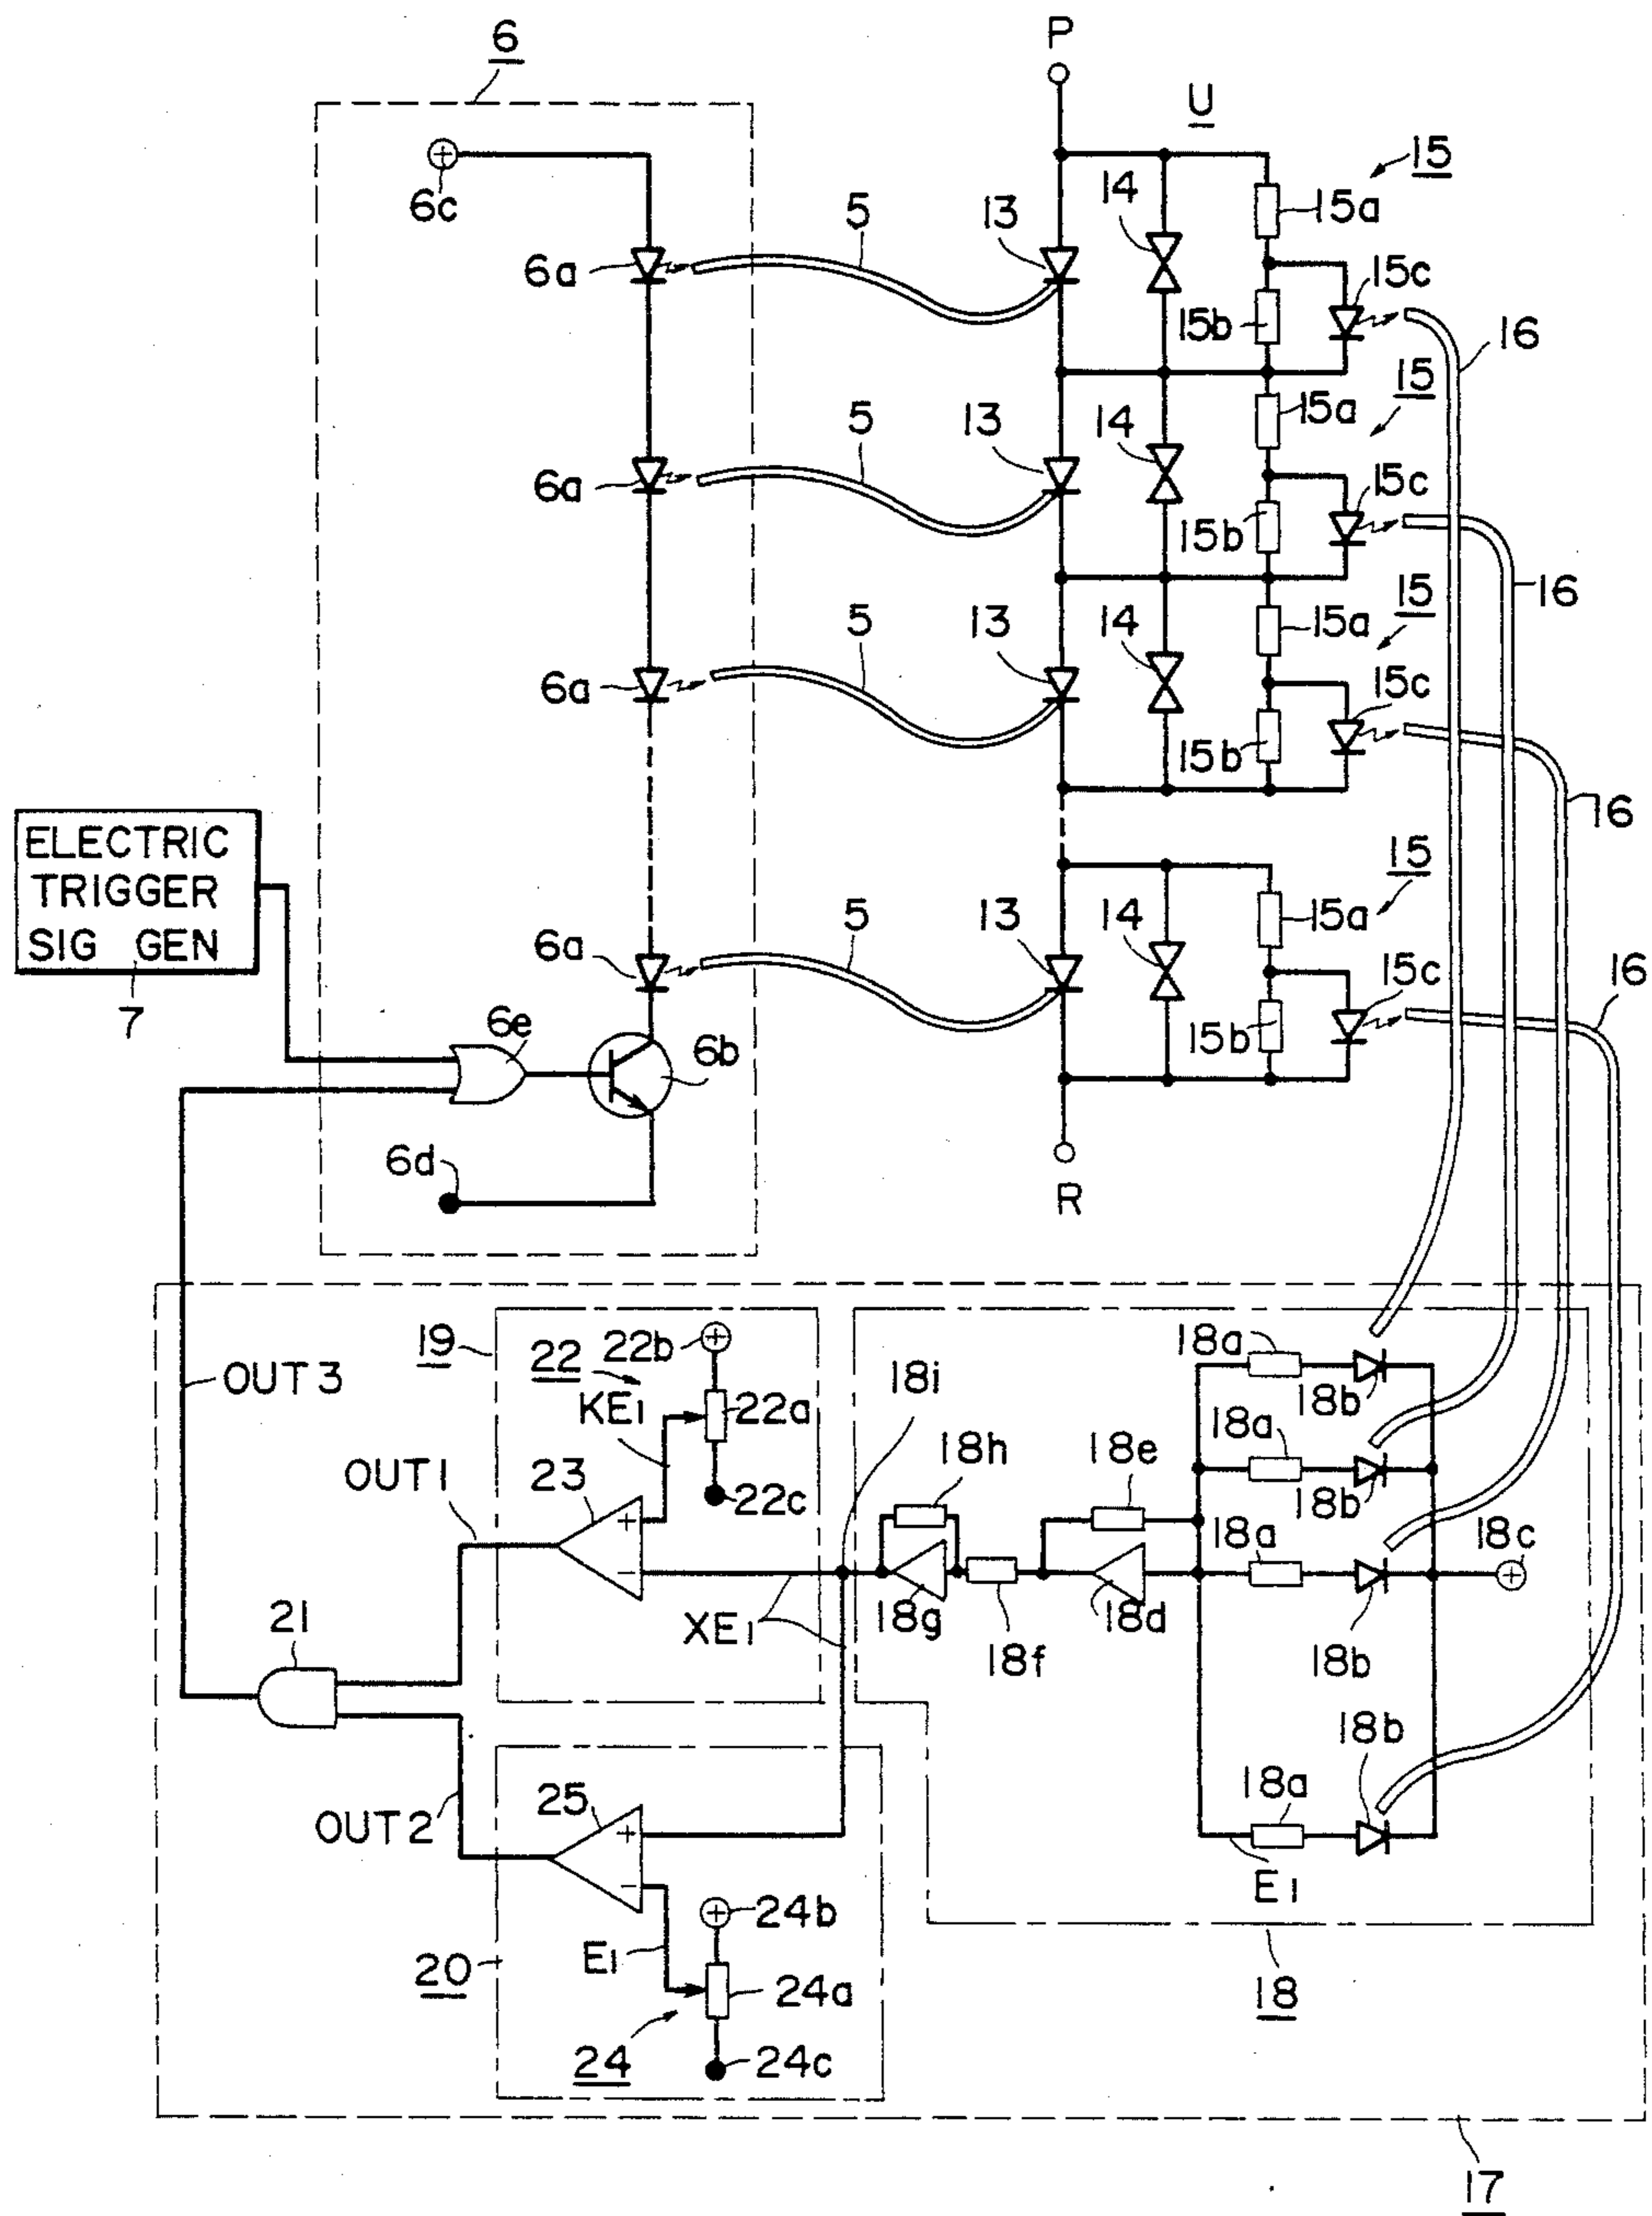 6
P
U
6c
5
13
14
15
15a
6a
15c
15b
16
15
5
13
14
15a
6a
15c
15b
16
15
5
13
14
15a
6a
15c
15b
16
ELECTRIC
TRIGGER
SIG GEN
7
15
5
13
14
15a
6a
15c
16
6e
6b
15b
6d
R
19
22
22b
18a
OUT3
KE1
18i
22a
18b
18a
OUT1
23
18h
18e
22c
18b
18a
18c
+
−
21
XE1
18g
18d
18f
18b
18b
25
18a
OUT2
+
−
E1
24b
E1
20
24a
18
24
24c
17